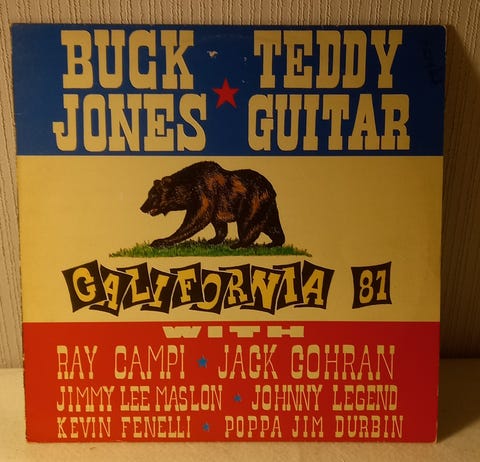 BUCK ★ TEDDY
JONES GUITAR
CALIFORNIA 81
WITH
RAY CAMPI ★ JACK COHRAN
JIMMY LEE MASLON ★ JOHNNY LEGEND
KEVIN FENELLI ★ POPPA JIM DURBIN